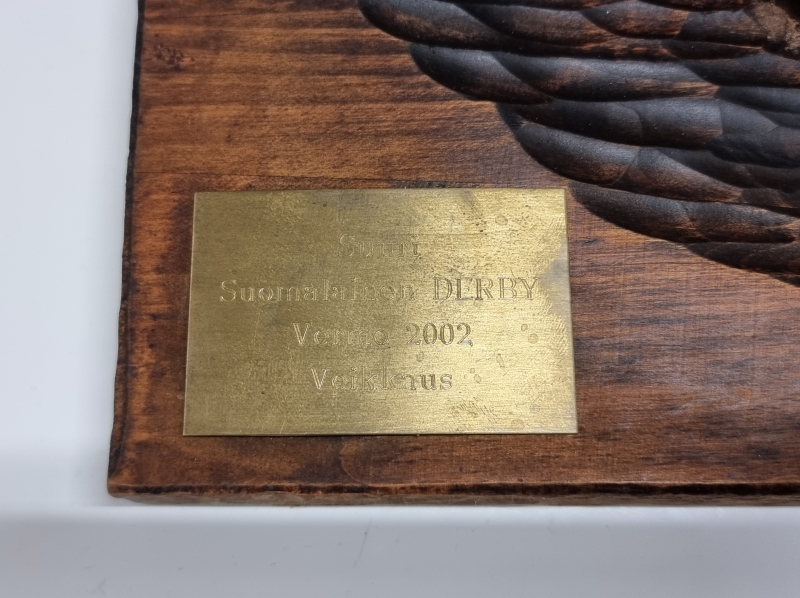 Suuri
Suomalainen DERBY
Vermo 2002
Veikkaus